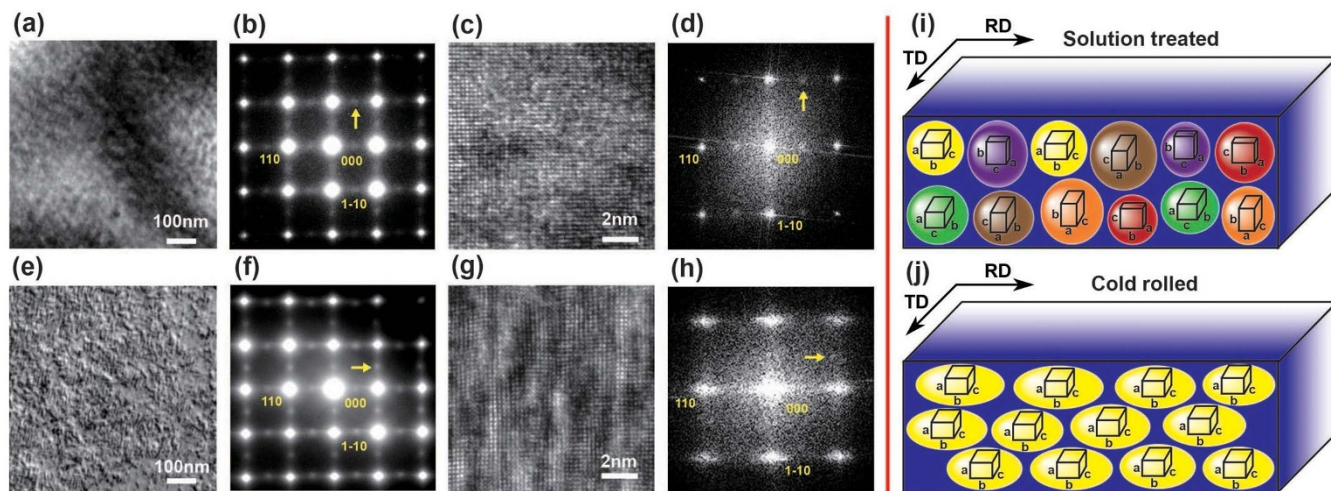 (a)
100nm
(b)
110
000
1-10
(c)
2nm
(d)
110
000
1-10
(e)
100nm
(f)
110
000
1-10
(g)
2nm
(h)
110
000
1-10
(i)
RD
TD
Solution treated
a b c
b c a
a b c
c a b
b c a
c b a
a c b
c a b
b a c
c b a
a c b
b a c
(j)
RD
TD
Cold rolled
a b c
a b c
a b c
a b c
a b c
a b c
a b c
a b c
a b c
a b c
a b c
a b c